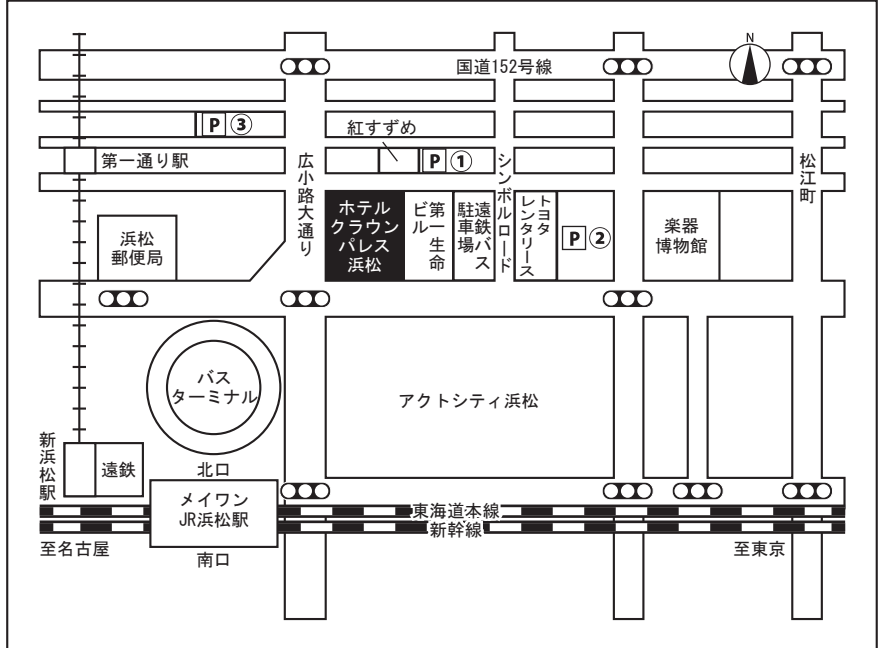 N
国道152号線
P ③
紅すずめ
P ①
第一通り駅
広小路大通り
シンボルロード
松江町
ホテル
クラウン
パレス
浜松
第一生命
ビル
遠鉄バス
駐車場
トヨタ
レンタリース
P ②
楽器
博物館
浜松
郵便局
バス
ターミナル
アクトシティ浜松
新浜松駅
遠鉄
北口
メイワン
JR浜松駅
南口
東海道本線
新幹線
至名古屋
至東京